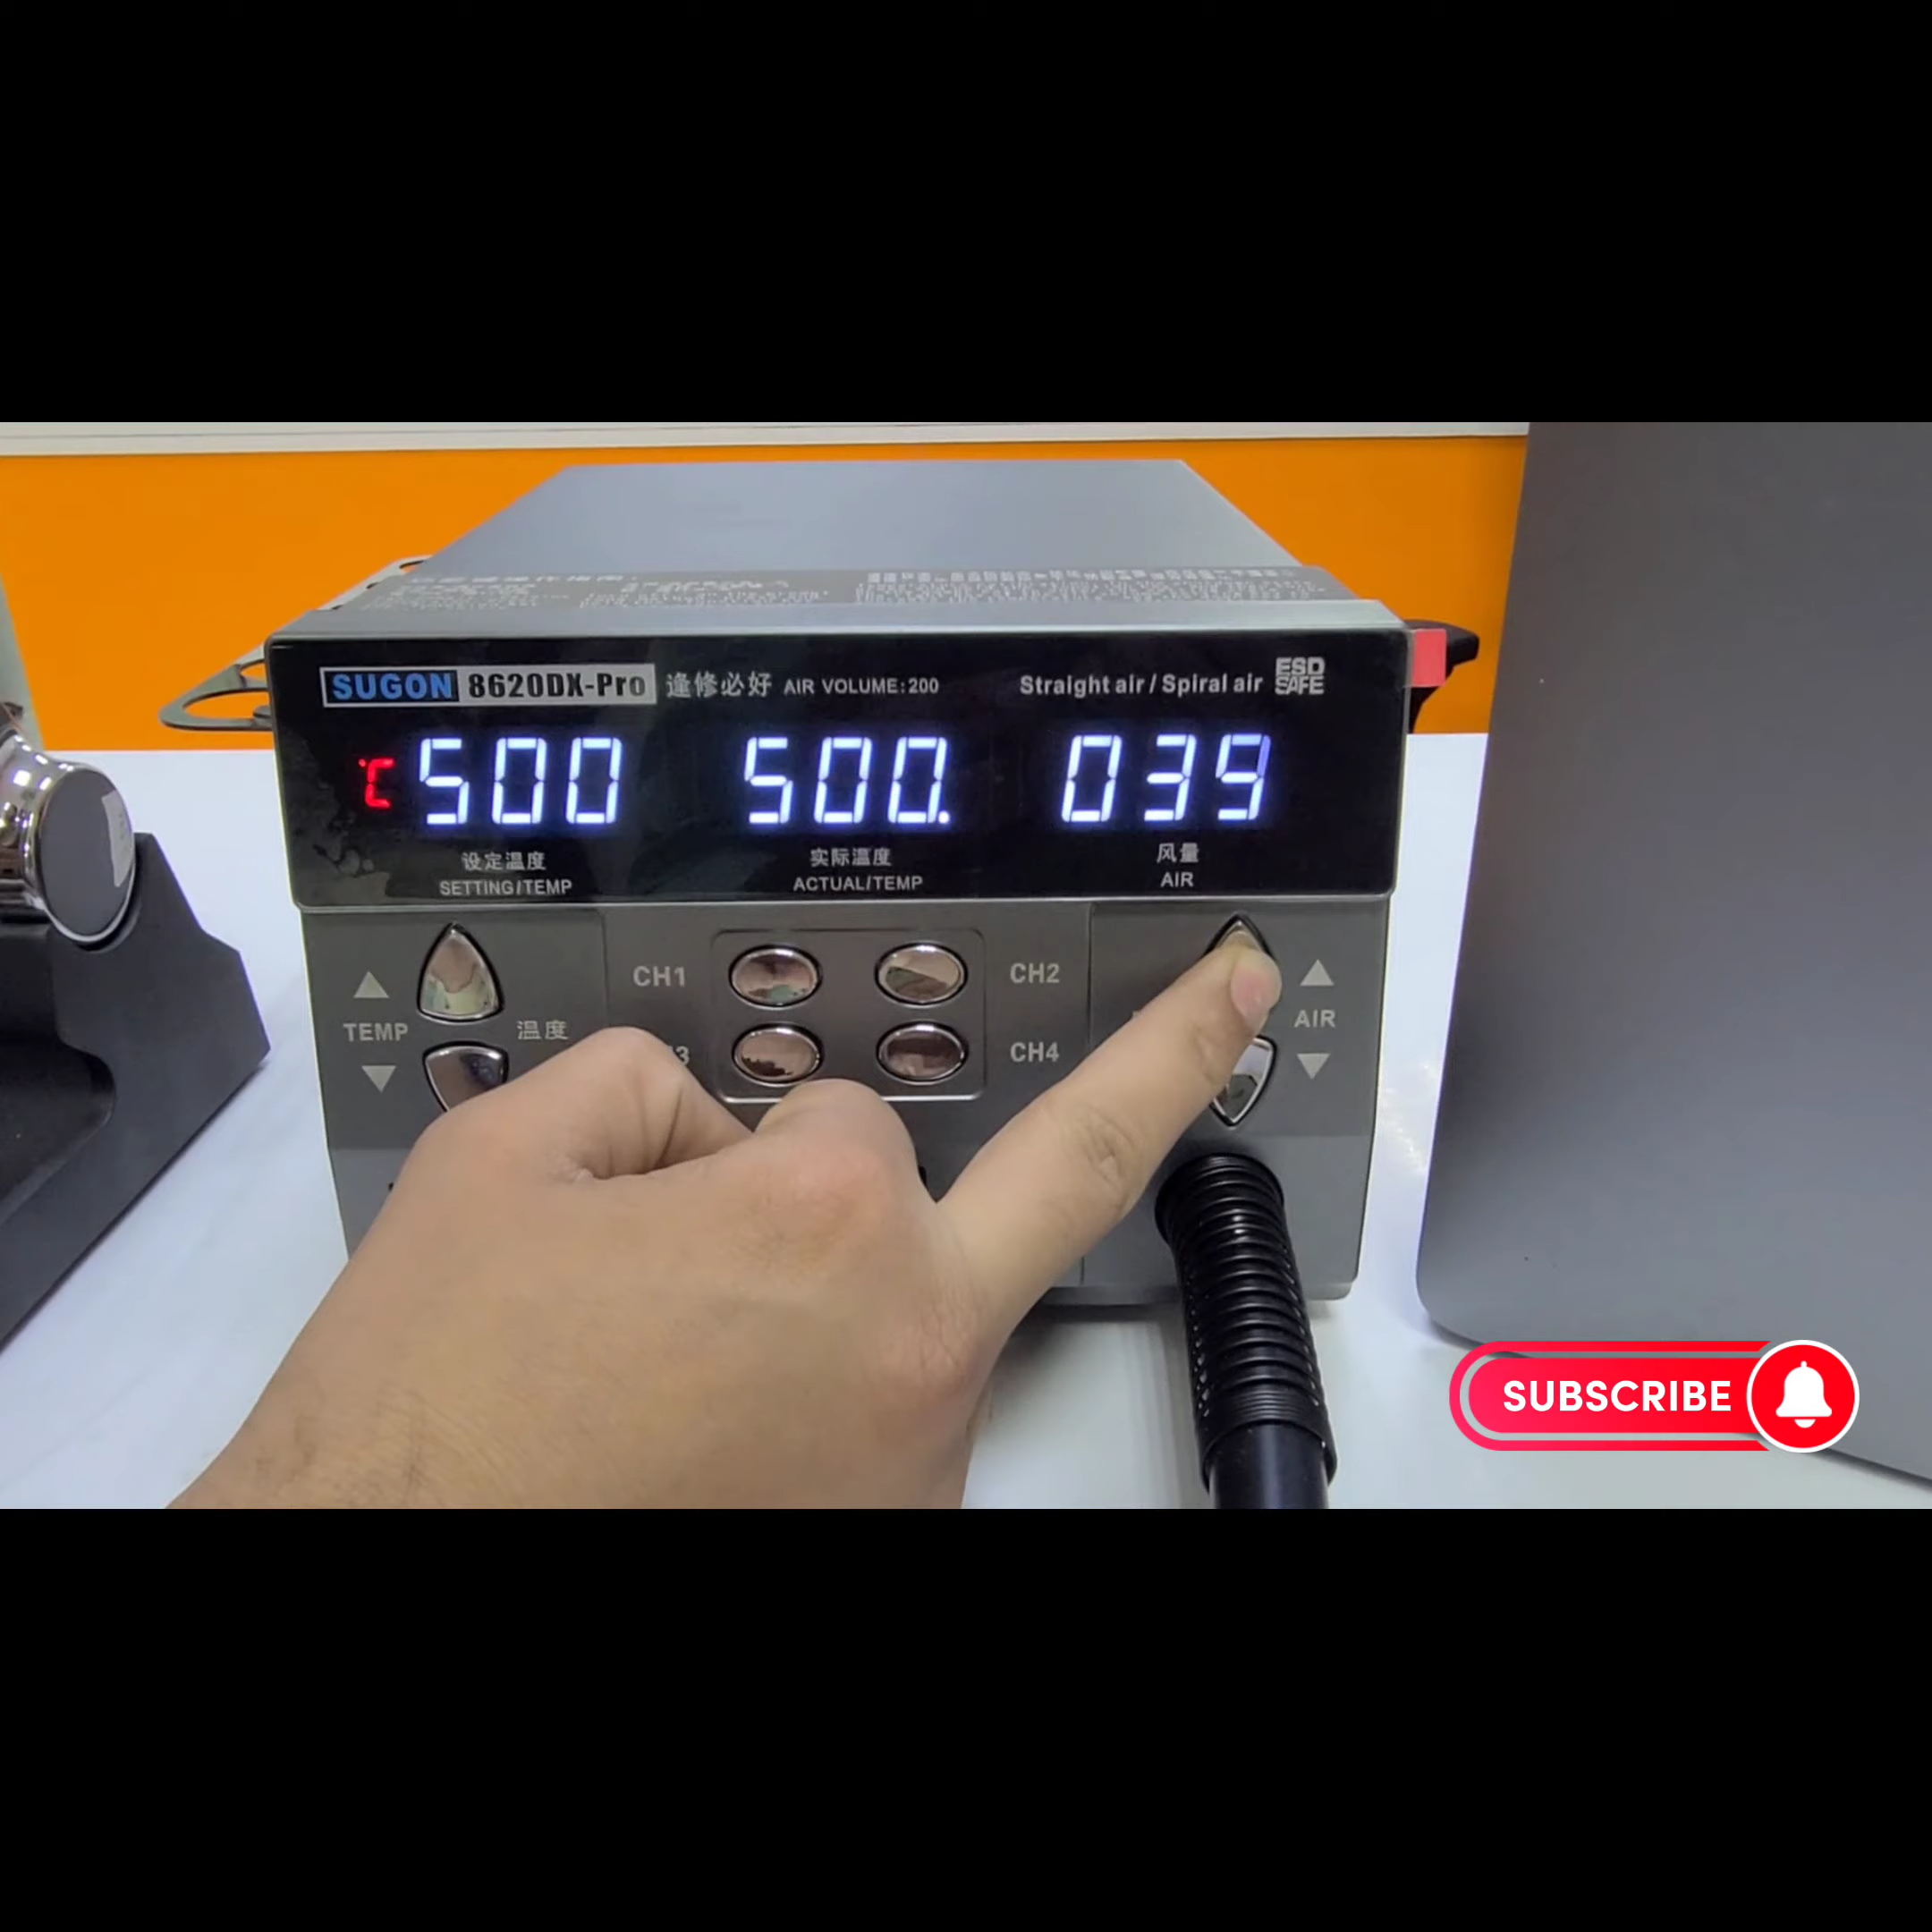 SUGON 8620DX-Pro 逢修必好 AIR VOLUME:200 Straight air / Spiral air ESD SAFE
℃ 500 500. 039
设定温度 实际温度 风量
SETTING/TEMP ACTUAL/TEMP AIR
CH1 CH2
TEMP 温度 AIR
CH4
SUBSCRIBE